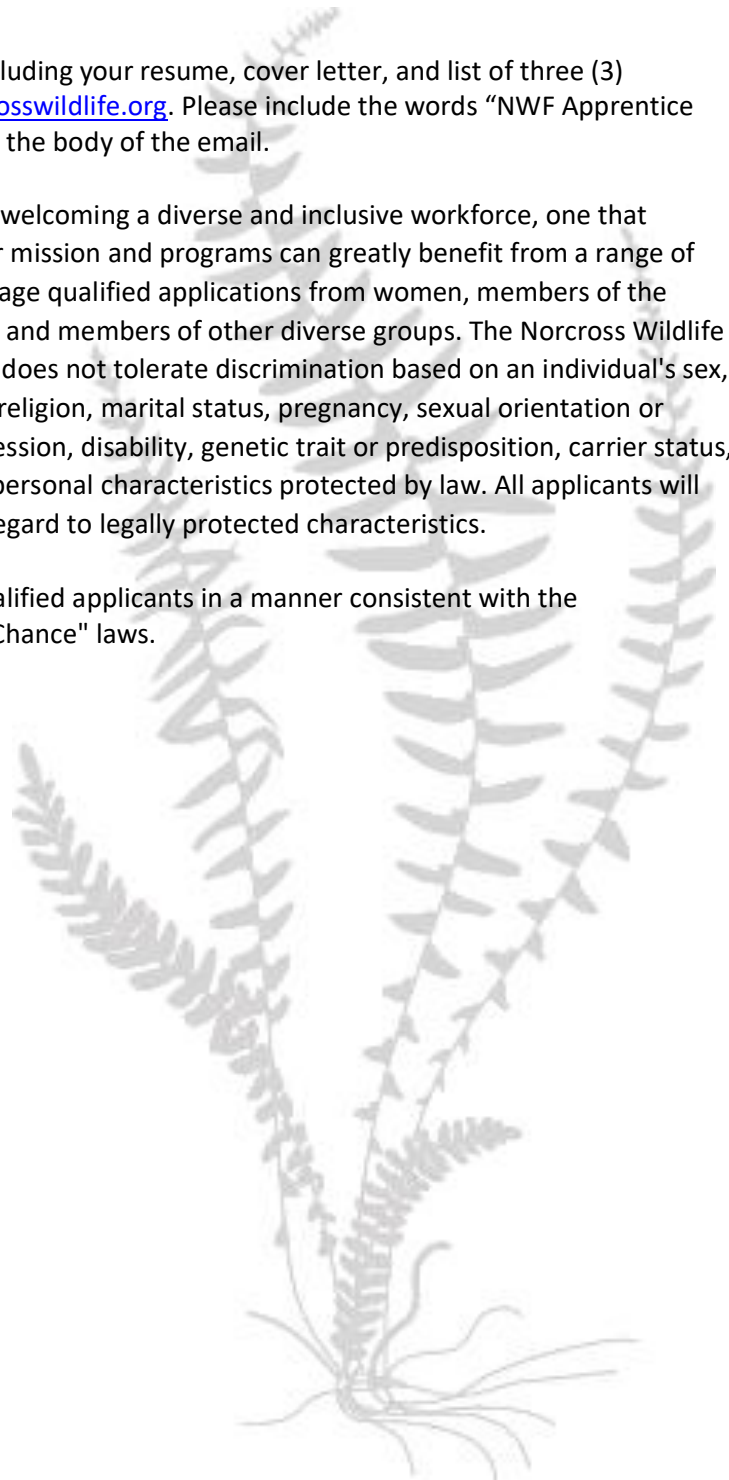 luding your resume, cover letter, and list of three (3)
osswildlife.org. Please include the words “NWF Apprentice
the body of the email.
welcoming a diverse and inclusive workforce, one that
r mission and programs can greatly benefit from a range of
age qualified applications from women, members of the
and members of other diverse groups. The Norcross Wildlife
does not tolerate discrimination based on an individual's sex,
religion, marital status, pregnancy, sexual orientation or
ession, disability, genetic trait or predisposition, carrier status,
personal characteristics protected by law. All applicants will
egard to legally protected characteristics.
alified applicants in a manner consistent with the
Chance" laws.